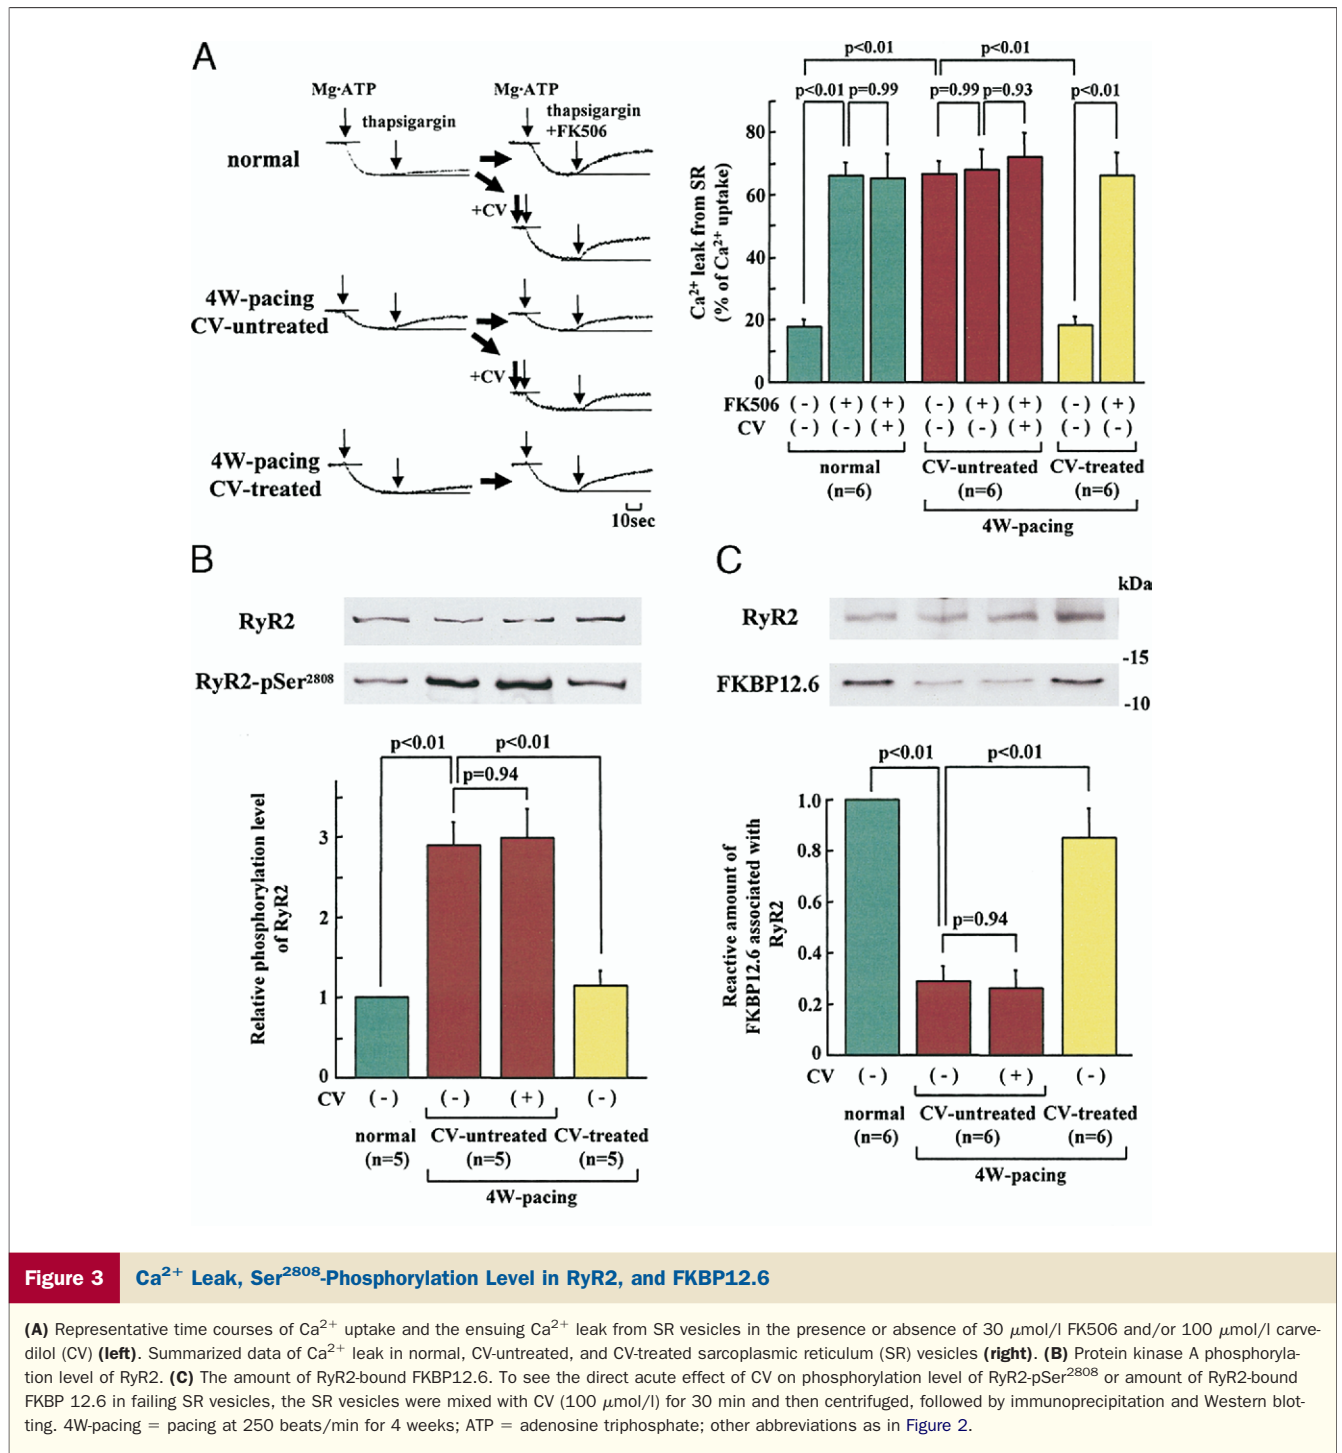 A
Mg·ATP
thapsigargin
Mg·ATP
thapsigargin
+FK506
normal
+CV
4W-pacing
CV-untreated
+CV
4W-pacing
CV-treated
10sec
p<0.01
p<0.01
p<0.01 p=0.99
p=0.99 p=0.93
p<0.01
Ca²⁺ leak from SR
(% of Ca²⁺ uptake)
80
60
40
20
0
FK506 (-) (+) (+) (-) (+) (+) (-) (+)
CV (-) (-) (+) (-) (-) (+) (-) (-)
normal CV-untreated CV-treated
(n=6) (n=6) (n=6)
4W-pacing
B
RyR2
RyR2-pSer²⁸⁰⁸
p<0.01 p<0.01
p=0.94
Relative phosphorylation level
of RyR2
3
2
1
0
CV (-) (-) (+) (-)
normal CV-untreated CV-treated
(n=5) (n=5) (n=5)
4W-pacing
C
kDa
RyR2
-15
FKBP12.6
-10
p<0.01 p<0.01
p=0.94
Reactive amount of
FKBP12.6 associated with
RyR2
1.0
0.8
0.6
0.4
0.2
0
CV (-) (-) (+) (-)
normal CV-untreated CV-treated
(n=6) (n=6) (n=6)
4W-pacing
Figure 3 Ca²⁺ Leak, Ser²⁸⁰⁸-Phosphorylation Level in RyR2, and FKBP12.6
(A) Representative time courses of Ca²⁺ uptake and the ensuing Ca²⁺ leak from SR vesicles in the presence or absence of 30 μmol/l FK506 and/or 100 μmol/l carve-
dilol (CV) (left). Summarized data of Ca²⁺ leak in normal, CV-untreated, and CV-treated sarcoplasmic reticulum (SR) vesicles (right). (B) Protein kinase A phosphoryla-
tion level of RyR2. (C) The amount of RyR2-bound FKBP12.6. To see the direct acute effect of CV on phosphorylation level of RyR2-pSer²⁸⁰⁸ or amount of RyR2-bound
FKBP 12.6 in failing SR vesicles, the SR vesicles were mixed with CV (100 μmol/l) for 30 min and then centrifuged, followed by immunoprecipitation and Western blot-
ting. 4W-pacing = pacing at 250 beats/min for 4 weeks; ATP = adenosine triphosphate; other abbreviations as in Figure 2.